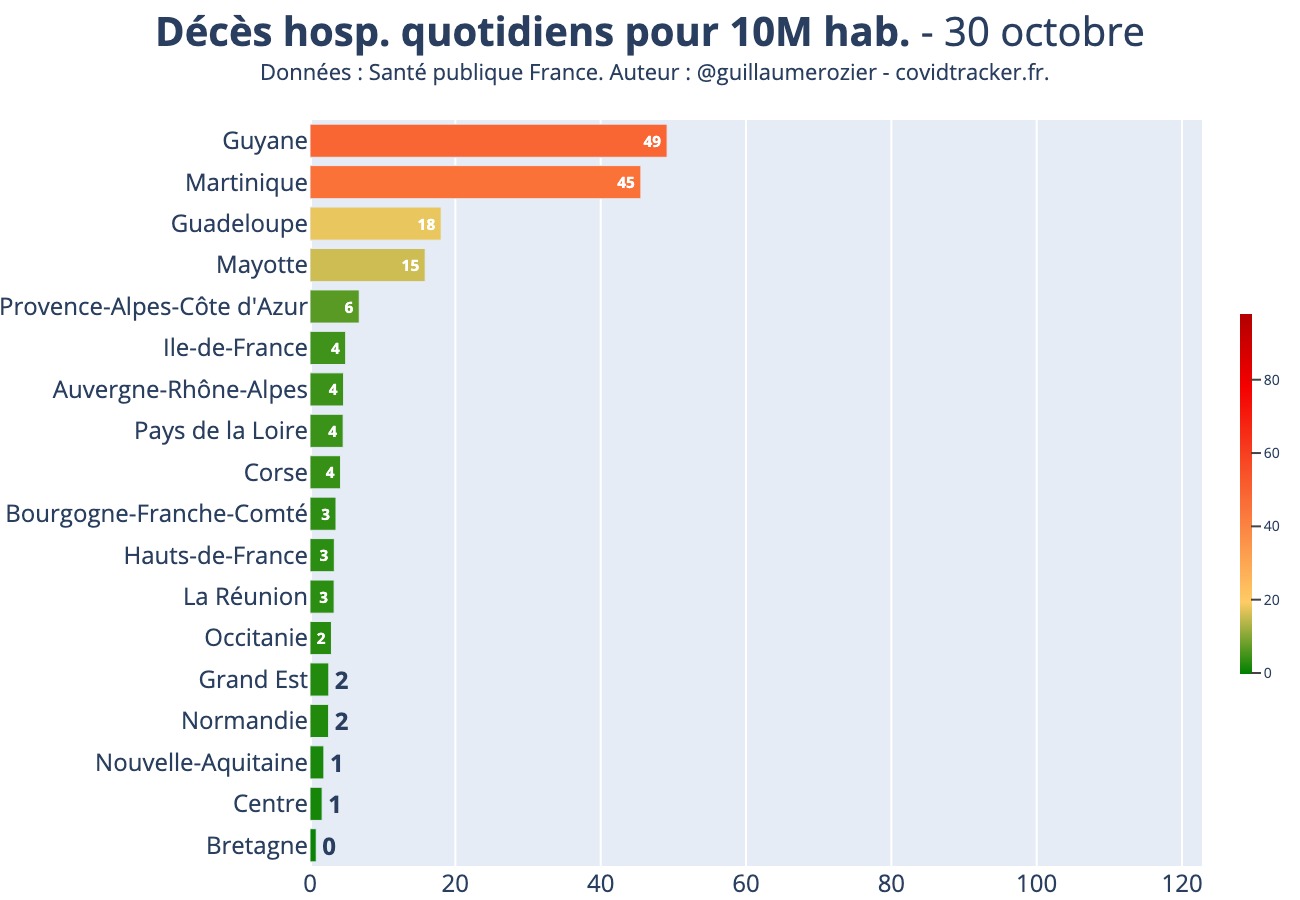 Décès hosp. quotidiens pour 10M hab. - 30 octobre
Données : Santé publique France. Auteur : @guillaumerozier - covidtracker.fr.
Guyane 49
Martinique 45
Guadeloupe 18
Mayotte 15
Provence-Alpes-Côte d'Azur 6
Ile-de-France 4
Auvergne-Rhône-Alpes 4
Pays de la Loire 4
Corse 4
Bourgogne-Franche-Comté 3
Hauts-de-France 3
La Réunion 3
Occitanie 2
Grand Est 2
Normandie 2
Nouvelle-Aquitaine 1
Centre 1
Bretagne 0
0 20 40 60 80 100 120
80
60
40
20
0